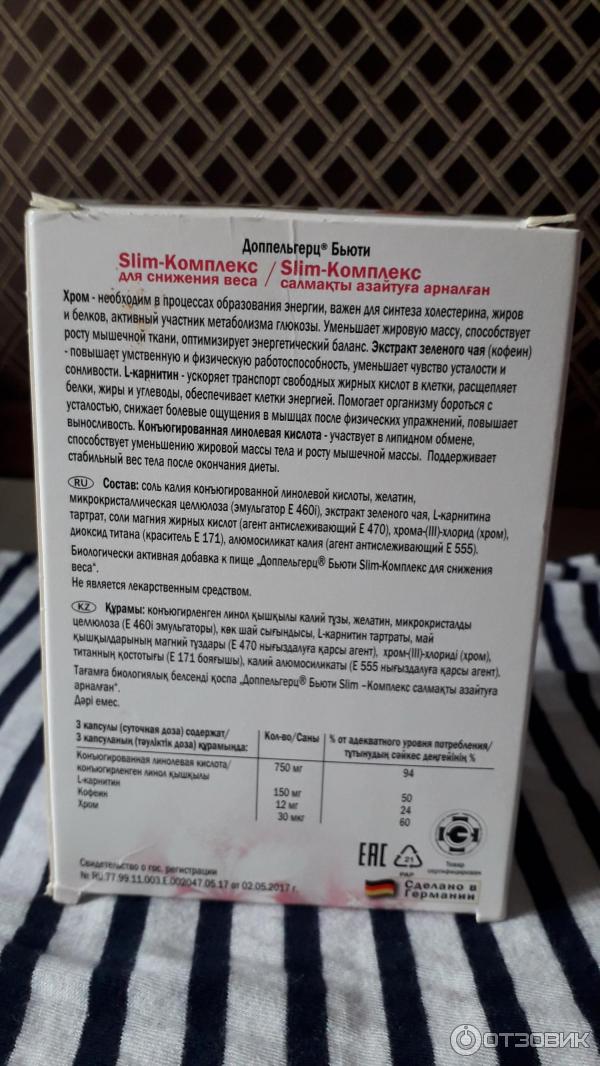 Доппельгерц® Бьюти
Slim-Комплекс / Slim-Комплекс
для снижения веса / салмақты азайтуға арналған
Хром - необходим в процессах образования энергии, важен для синтеза холестерина, жиров
и белков, активный участник метаболизма глюкозы. Уменьшает жировую массу, способствует
росту мышечной ткани, оптимизирует энергетический баланс. Экстракт зеленого чая (кофеин)
- повышает умственную и физическую работоспособность, уменьшает чувство усталости и
сонливости. L-карнитин - ускоряет транспорт свободных жирных кислот в клетки, расщепляет
белки, жиры и углеводы, обеспечивает клетки энергией. Помогает организму бороться с
усталостью, снижает болевые ощущения в мышцах после физических упражнений, повышает
выносливость. Конъюгированная линолевая кислота - участвует в липидном обмене,
способствует уменьшению жировой массы тела и росту мышечной массы. Поддерживает
стабильный вес тела после окончания диеты.
RU Состав: соль калия конъюгированной линолевой кислоты, желатин,
микрокристаллическая целлюлоза (эмульгатор Е 460i), экстракт зеленого чая, L-карнитина
тартрат, соли магния жирных кислот (агент антислеживающий Е 470), хрома-(III)-хлорид (хром),
диоксид титана (краситель Е 171), алюмосиликат калия (агент антислеживающий Е 555).
Биологически активная добавка к пище „Доппельгерц® Бьюти Slim-Комплекс для снижения
веса“.
Не является лекарственным средством.
KZ Құрамы: конъюгирленген линол қышқылы калий тұзы, желатин, микрокристалды
целлюлоза (Е 460i эмульгаторы), көк шай сығындысы, L-карнитин тартраты, май
қышқылдарының магний тұздары (Е 470 нығыздалуға қарсы агент), хром-(III)-хлориді (хром),
титанның қостотығы (Е 171 бояғышы), калий алюмосиликаты (Е 555 нығыздалуға қарсы агент).
Тағамға биологиялық белсенді қоспа „Доппельгерц® Бьюти Slim –Комплекс салмақты азайтуға
арналған“.
Дәрі емес.
3 капсулы (суточная доза) содержат/ Кол-во/Саны % от адекватного уровня потребления/
3 капсуланың (тәуліктік доза) құрамында: тұтынудың сәйкес деңгейінің %
Конъюгированная линолевая кислота/ 750 мг 94
конъюгирленген линол қышқылы
L-карнитин 150 мг 50
Кофеин 12 мг 24
Хром 30 мкг 60
EAC
21
PAP
Товар
сертифицирован
Свидетельство о гос. регистрации
№ RU.77.99.11.003.Е.002047.05.17 от 02.05.2017 г.
Сделано в
Германии
ОТЗОВИК